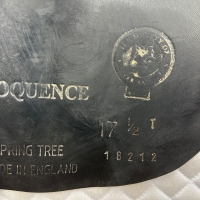 OQUENCE
17 ½ T
PRING TREE
18212
DE IN ENGLAND